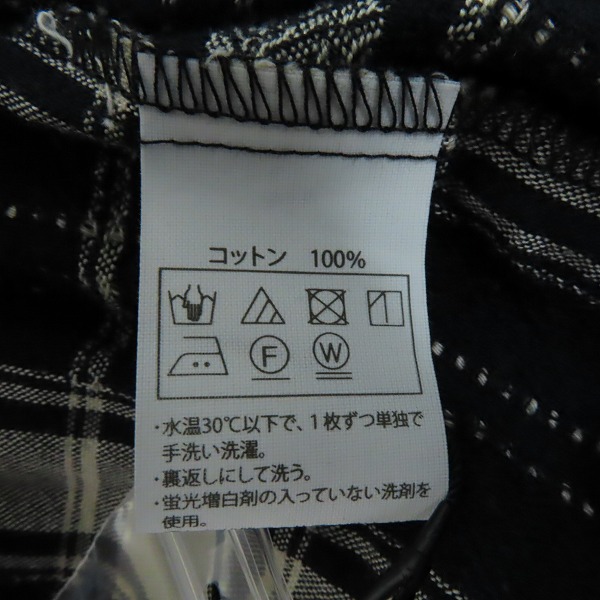 コットン 100%
F W
・水温30℃以下で、1枚ずつ単独で
手洗い洗濯。
・裏返しにして洗う。
・蛍光増白剤の入っていない洗剤を
使用。